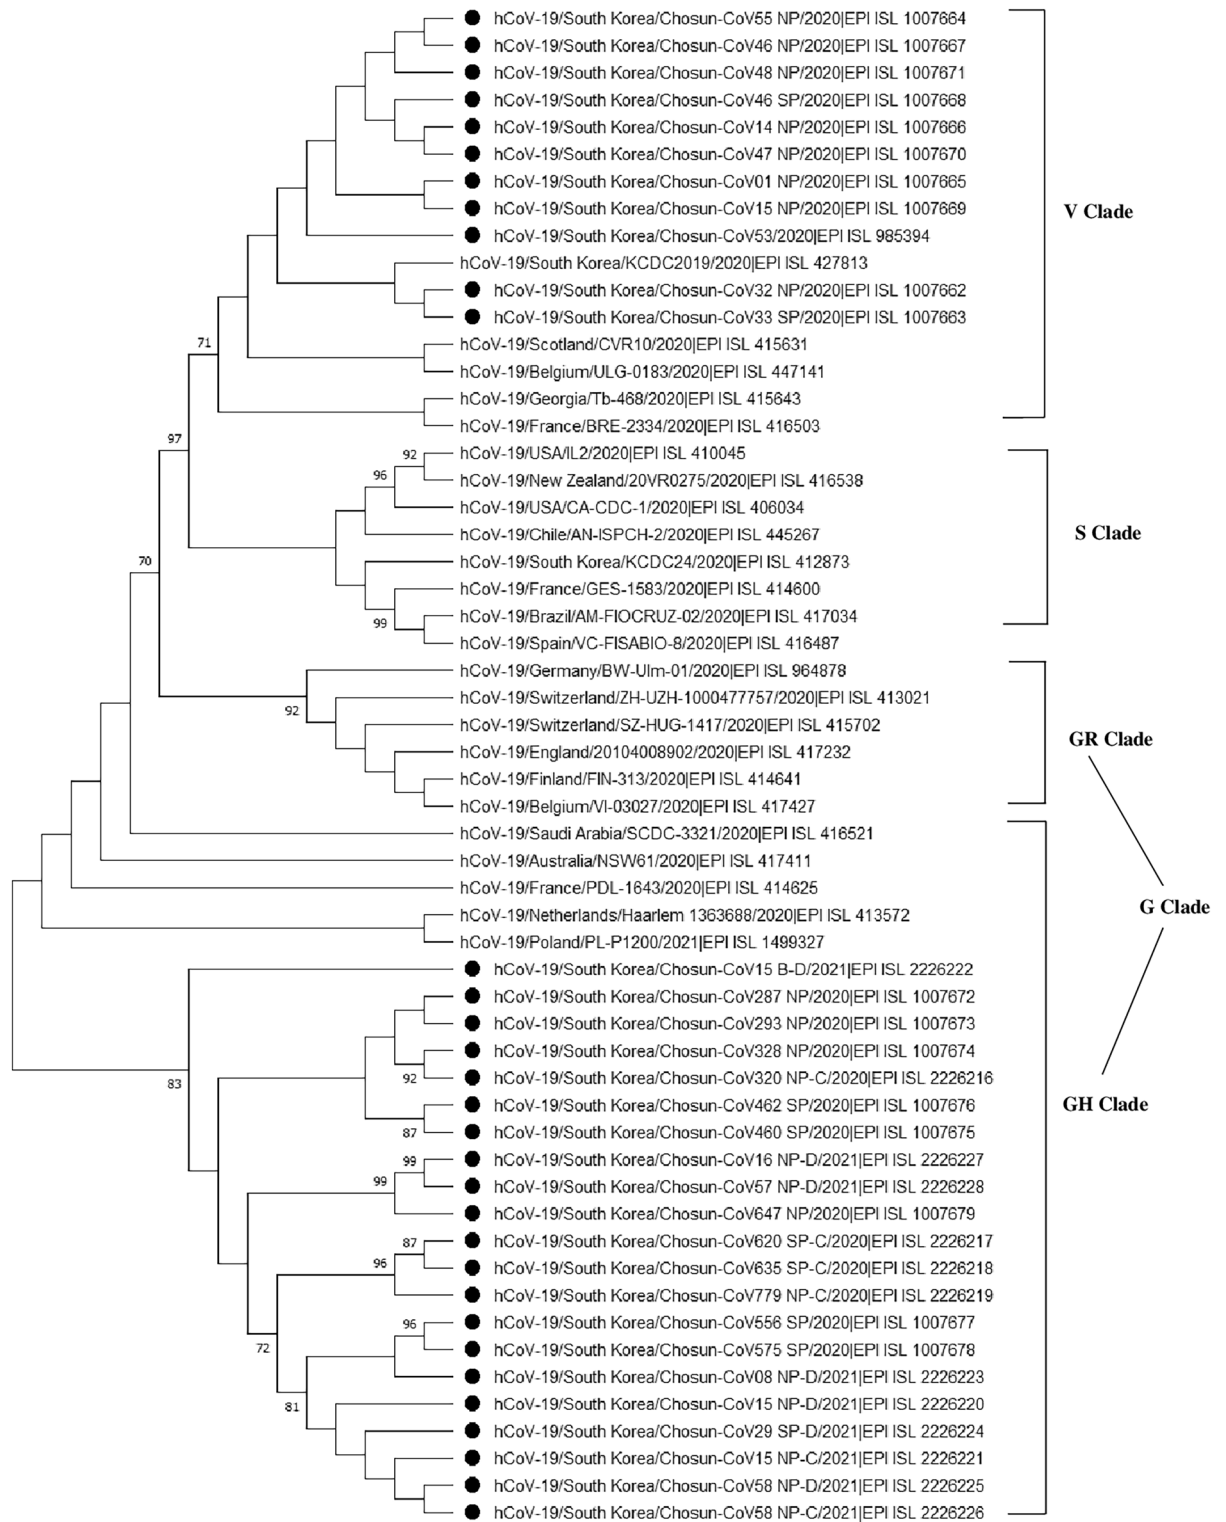 hCoV-19/South Korea/Chosun-CoV55 NP/2020|EPI ISL 1007664
hCoV-19/South Korea/Chosun-CoV46 NP/2020|EPI ISL 1007667
hCoV-19/South Korea/Chosun-CoV48 NP/2020|EPI ISL 1007671
hCoV-19/South Korea/Chosun-CoV46 SP/2020|EPI ISL 1007668
hCoV-19/South Korea/Chosun-CoV14 NP/2020|EPI ISL 1007666
hCoV-19/South Korea/Chosun-CoV47 NP/2020|EPI ISL 1007670
hCoV-19/South Korea/Chosun-CoV01 NP/2020|EPI ISL 1007665
hCoV-19/South Korea/Chosun-CoV15 NP/2020|EPI ISL 1007669
V Clade
hCoV-19/South Korea/Chosun-CoV53/2020|EPI ISL 985394
hCoV-19/South Korea/KCDC2019/2020|EPI ISL 427813
hCoV-19/South Korea/Chosun-CoV32 NP/2020|EPI ISL 1007662
hCoV-19/South Korea/Chosun-CoV33 SP/2020|EPI ISL 1007663
71
hCoV-19/Scotland/CVR10/2020|EPI ISL 415631
hCoV-19/Belgium/ULG-0183/2020|EPI ISL 447141
hCoV-19/Georgia/Tb-468/2020|EPI ISL 415643
hCoV-19/France/BRE-2334/2020|EPI ISL 416503
97
92
hCoV-19/USA/IL2/2020|EPI ISL 410045
96
hCoV-19/New Zealand/20VR0275/2020|EPI ISL 416538
hCoV-19/USA/CA-CDC-1/2020|EPI ISL 406034
hCoV-19/Chile/AN-ISPCH-2/2020|EPI ISL 445267
S Clade
70
hCoV-19/South Korea/KCDC24/2020|EPI ISL 412873
hCoV-19/France/GES-1583/2020|EPI ISL 414600
99
hCoV-19/Brazil/AM-FIOCRUZ-02/2020|EPI ISL 417034
hCoV-19/Spain/VC-FISABIO-8/2020|EPI ISL 416487
hCoV-19/Germany/BW-Ulm-01/2020|EPI ISL 964878
92
hCoV-19/Switzerland/ZH-UZH-1000477757/2020|EPI ISL 413021
hCoV-19/Switzerland/SZ-HUG-1417/2020|EPI ISL 415702
GR Clade
hCoV-19/England/20104008902/2020|EPI ISL 417232
hCoV-19/Finland/FIN-313/2020|EPI ISL 414641
hCoV-19/Belgium/VI-03027/2020|EPI ISL 417427
hCoV-19/Saudi Arabia/SCDC-3321/2020|EPI ISL 416521
hCoV-19/Australia/NSW61/2020|EPI ISL 417411
hCoV-19/France/PDL-1643/2020|EPI ISL 414625
G Clade
hCoV-19/Netherlands/Haarlem 1363688/2020|EPI ISL 413572
hCoV-19/Poland/PL-P1200/2021|EPI ISL 1499327
hCoV-19/South Korea/Chosun-CoV15 B-D/2021|EPI ISL 2226222
hCoV-19/South Korea/Chosun-CoV287 NP/2020|EPI ISL 1007672
hCoV-19/South Korea/Chosun-CoV293 NP/2020|EPI ISL 1007673
hCoV-19/South Korea/Chosun-CoV328 NP/2020|EPI ISL 1007674
83
92
hCoV-19/South Korea/Chosun-CoV320 NP-C/2020|EPI ISL 2226216
GH Clade
hCoV-19/South Korea/Chosun-CoV462 SP/2020|EPI ISL 1007676
87
hCoV-19/South Korea/Chosun-CoV460 SP/2020|EPI ISL 1007675
99
hCoV-19/South Korea/Chosun-CoV16 NP-D/2021|EPI ISL 2226227
99
hCoV-19/South Korea/Chosun-CoV57 NP-D/2021|EPI ISL 2226228
hCoV-19/South Korea/Chosun-CoV647 NP/2020|EPI ISL 1007679
87
hCoV-19/South Korea/Chosun-CoV620 SP-C/2020|EPI ISL 2226217
96
hCoV-19/South Korea/Chosun-CoV635 SP-C/2020|EPI ISL 2226218
hCoV-19/South Korea/Chosun-CoV779 NP-C/2020|EPI ISL 2226219
96
hCoV-19/South Korea/Chosun-CoV556 SP/2020|EPI ISL 1007677
72
hCoV-19/South Korea/Chosun-CoV575 SP/2020|EPI ISL 1007678
hCoV-19/South Korea/Chosun-CoV08 NP-D/2021|EPI ISL 2226223
81
hCoV-19/South Korea/Chosun-CoV15 NP-D/2021|EPI ISL 2226220
hCoV-19/South Korea/Chosun-CoV29 SP-D/2021|EPI ISL 2226224
hCoV-19/South Korea/Chosun-CoV15 NP-C/2021|EPI ISL 2226221
hCoV-19/South Korea/Chosun-CoV58 NP-D/2021|EPI ISL 2226225
hCoV-19/South Korea/Chosun-CoV58 NP-C/2021|EPI ISL 2226226